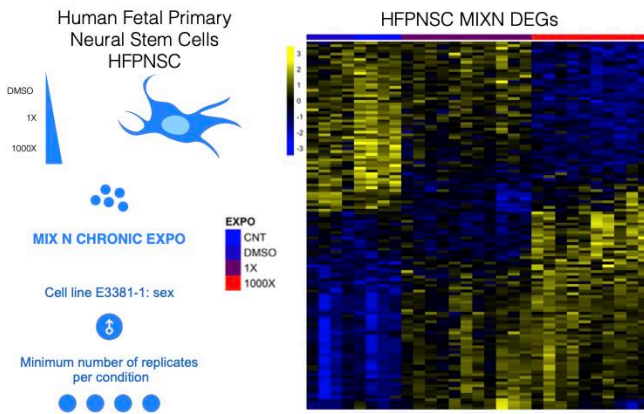 Human Fetal Primary
Neural Stem Cells
HFPNSC
DMSO
1X
1000X
MIX N CHRONIC EXPO
Cell line E3381-1: sex
Minimum number of replicates
per condition
EXPO
CNT
DMSO
1X
1000X
HFPNSC MIXN DEGs
3
2
1
0
-1
-2
-3